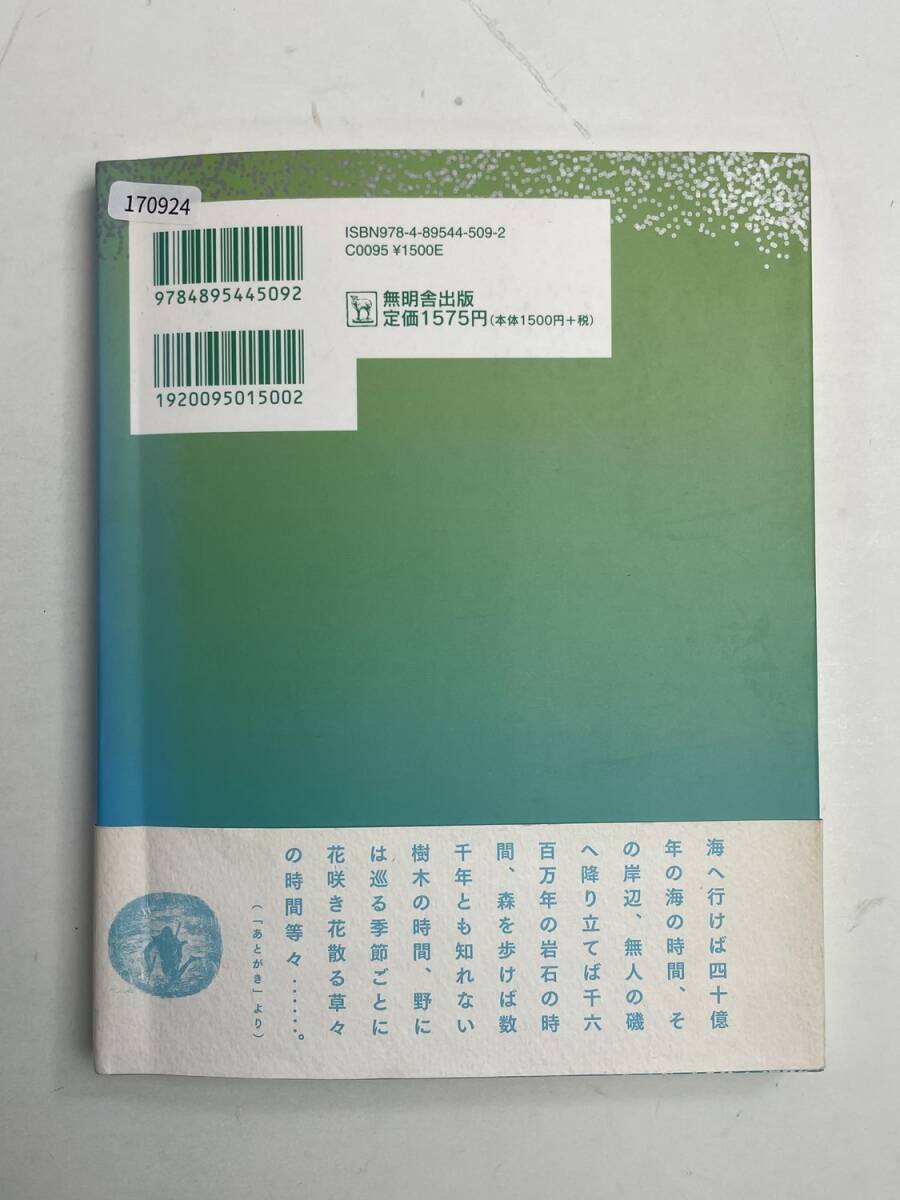 170924
9784895445092
1920095015002
ISBN978-4-89544-509-2
C0095 ¥1500E
無明舎出版
定価1575円(本体1500円+税)
海へ行けば四十億
年の海の時間、そ
の岸辺、無人の磯
へ降り立てば千六
百万年の岩石の時
間、森を歩けば数
千年とも知れない
樹木の時間、野に
は巡る季節ごとに
花咲き花散る草々
の時間等々……。
(「あとがき」より)